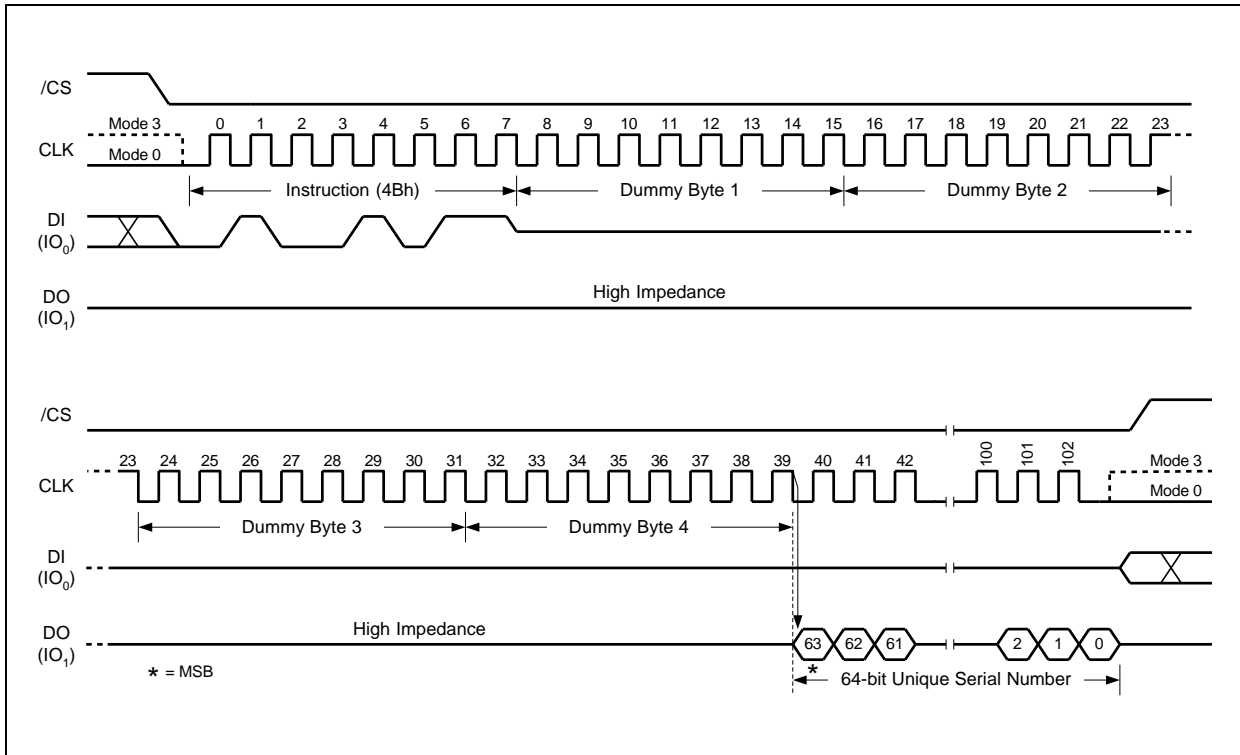 /CS
Mode 3
0 1 2 3 4 5 6 7 8 9 10 11 12 13 14 15 16 17 18 19 20 21 22 23
CLK
Mode 0
Instruction (4Bh) Dummy Byte 1 Dummy Byte 2
DI
(IO0)
High Impedance
DO
(IO1)
/CS
23 24 25 26 27 28 29 30 31 32 33 34 35 36 37 38 39 40 41 42 100 101 102
Mode 3
CLK
Mode 0
Dummy Byte 3 Dummy Byte 4
DI
(IO0)
High Impedance
DO
(IO1)
63 62 61 2 1 0
* = MSB
*
64-bit Unique Serial Number